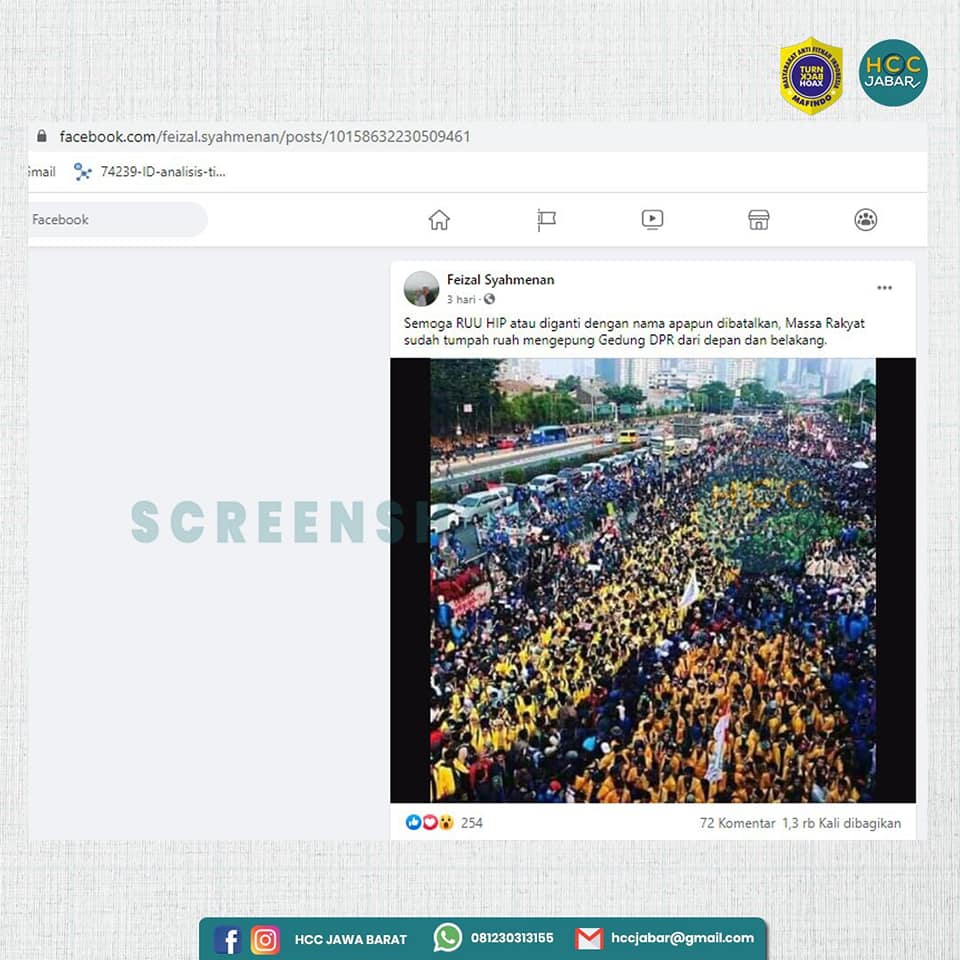 MASYARAKAT ANTI FITNAH INDONESIA
TURN
BACK
HOAX
MAFINDO
HCC
JABAR
facebook.com/feizal.syahmenan/posts/10158632230509461
mail
74239-ID-analisis-ti...
Facebook
Feizal Syahmenan
3 hari
Semoga RUU HIP atau diganti dengan nama apapun dibatalkan, Massa Rakyat
sudah tumpah ruah mengepung Gedung DPR dari depan dan belakang.
HCC
SCREENS
254
72 Komentar 1,3 rb Kali dibagikan
HCC JAWA BARAT
081230313155
hccjabar@gmail.com